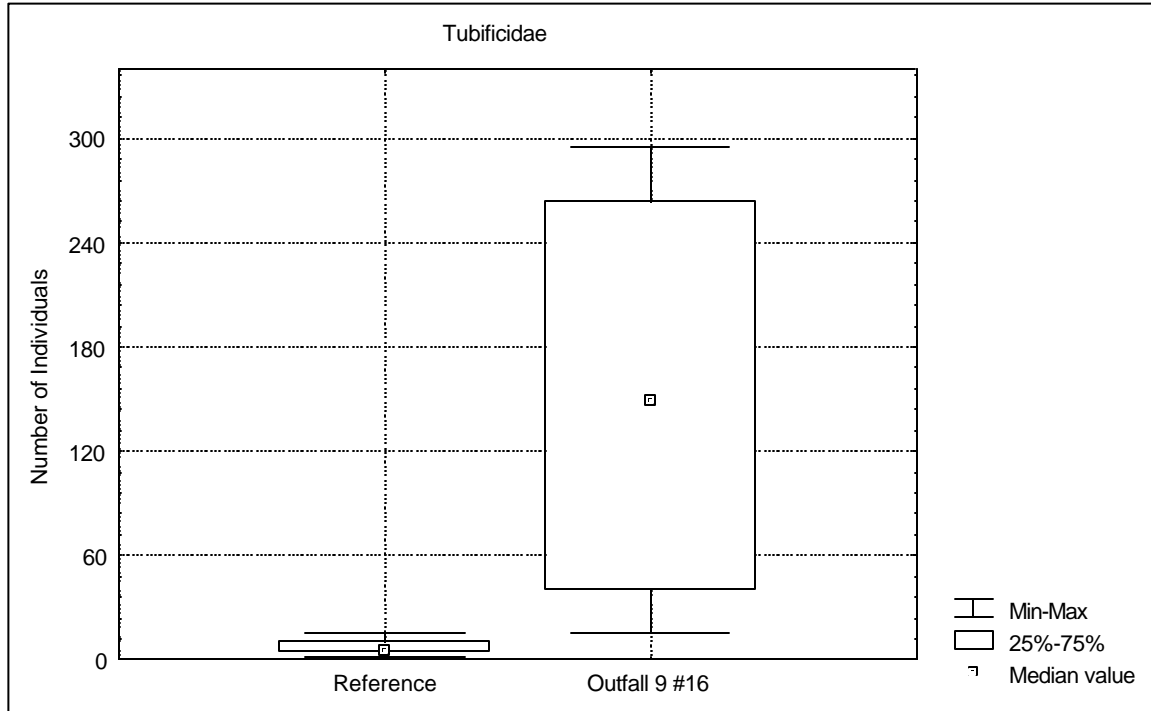 Tubificidae
Number of Individuals
300
240
180
120
60
0
Reference
Outfall 9 #16
Min-Max
25%-75%
Median value